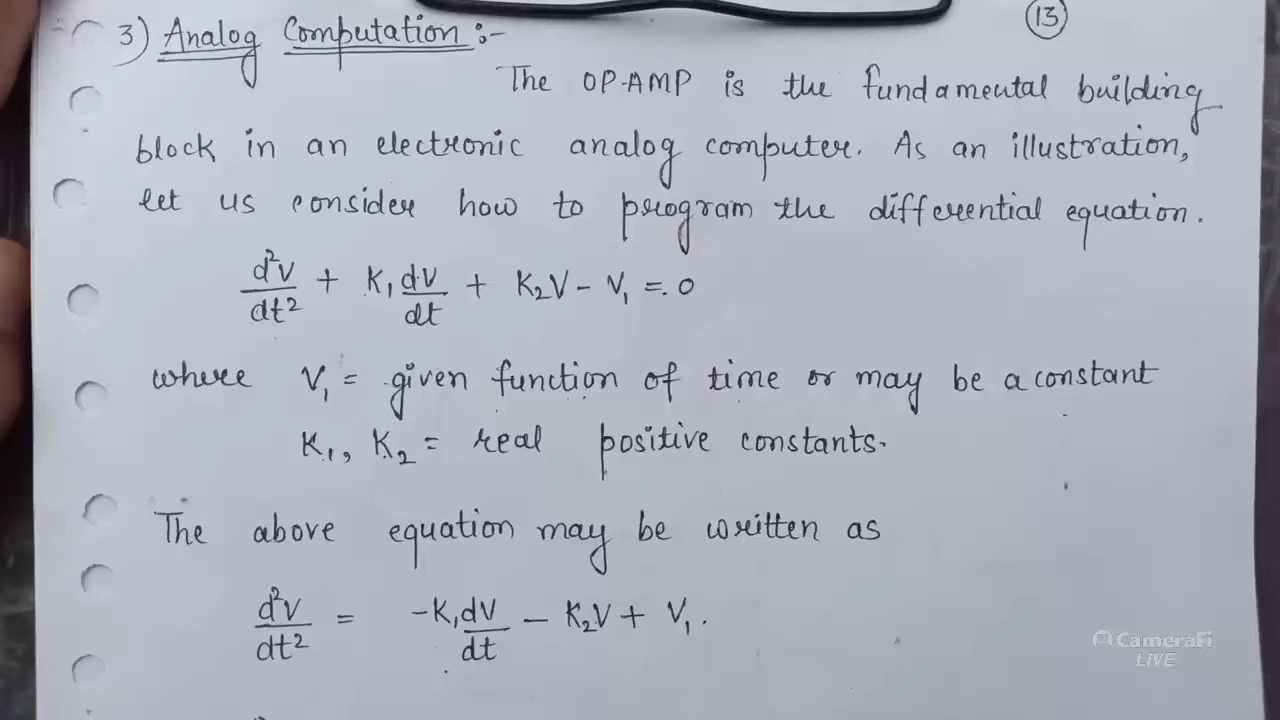 13
3) Analog Computation :-
The OP-AMP is the fundamental building
block in an electronic analog computer. As an illustration,
let us consider how to program the differential equation.
d²V/dt² + K₁ dV/dt + K₂V - V₁ = 0
where V₁ = given function of time or may be a constant
K₁, K₂ = real positive constants.
The above equation may be written as
d²V/dt² = -K₁ dV/dt - K₂V + V₁.
CameraFi
LIVE